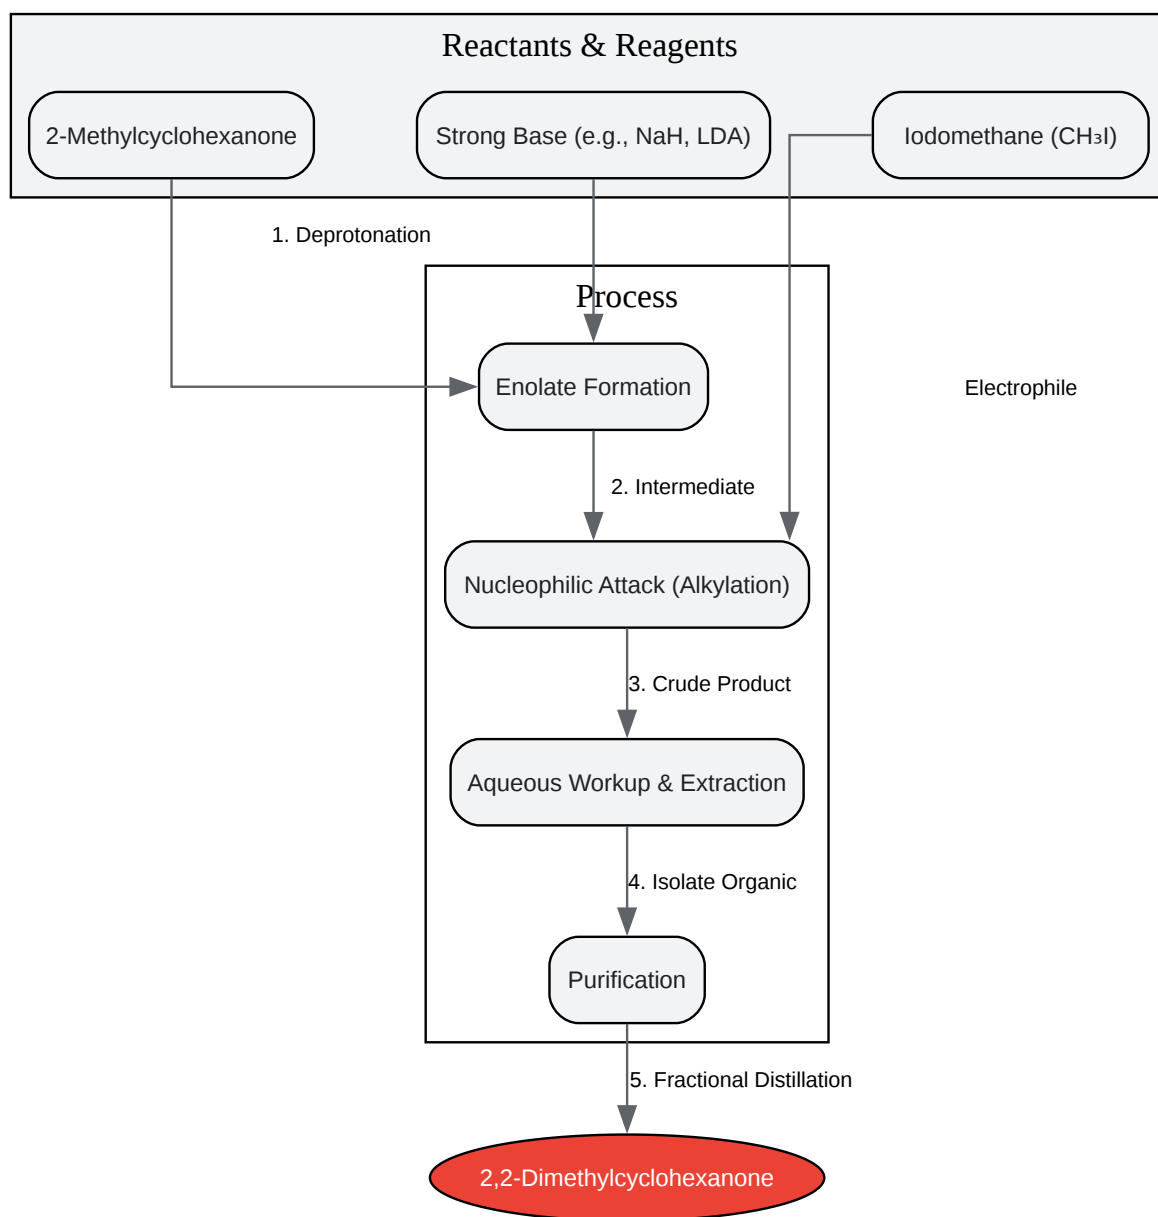 Reactants & Reagents
2-Methylcyclohexanone
Strong Base (e.g., NaH, LDA)
Iodomethane (CH₃I)
1. Deprotonation
Process
Enolate Formation
Electrophile
2. Intermediate
Nucleophilic Attack (Alkylation)
3. Crude Product
Aqueous Workup & Extraction
4. Isolate Organic
Purification
5. Fractional Distillation
2,2-Dimethylcyclohexanone